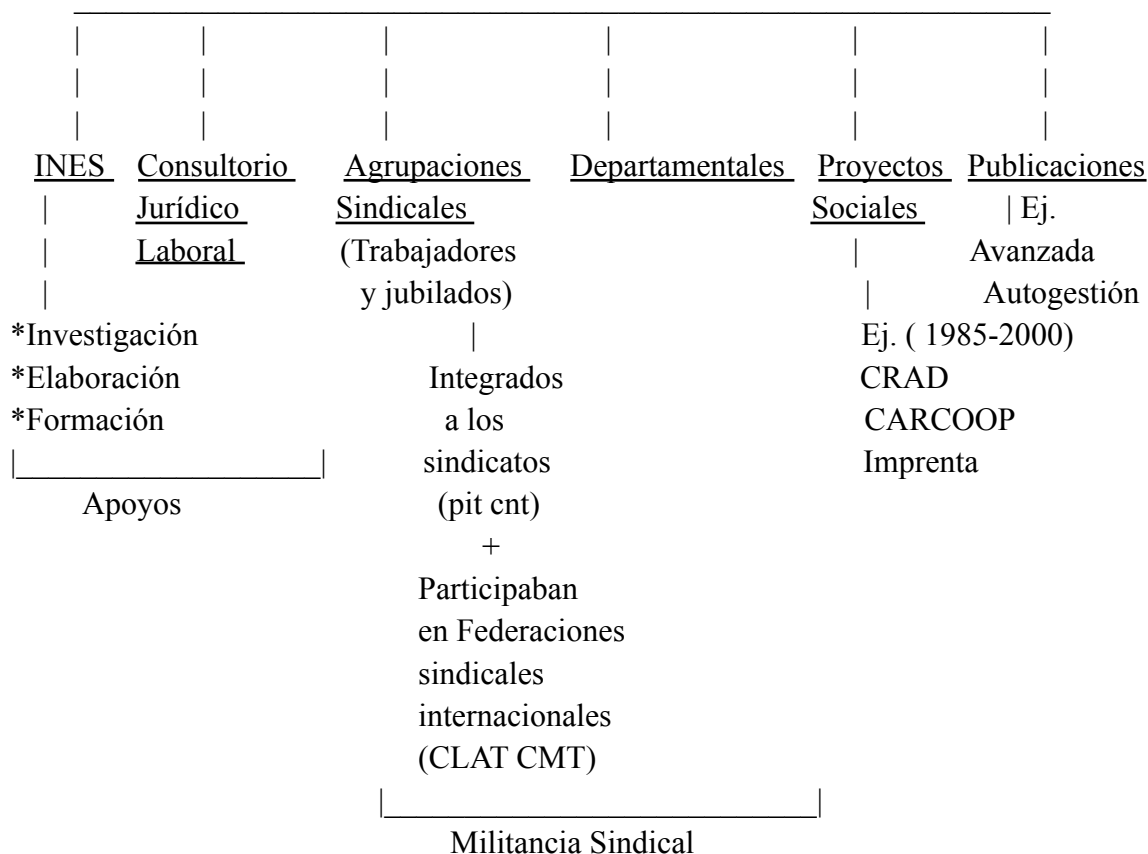 INES Consultorio Agrupaciones Departamentales Proyectos Publicaciones
Jurídico Sindicales Sociales Ej.
Laboral (Trabajadores Avanzada
y jubilados) Autogestión
*Investigación Ej. ( 1985-2000)
*Elaboración Integrados CRAD
*Formación a los CARCOOP
sindicatos Imprenta
Apoyos (pit cnt)
+
Participaban
en Federaciones
sindicales
internacionales
(CLAT CMT)
Militancia Sindical